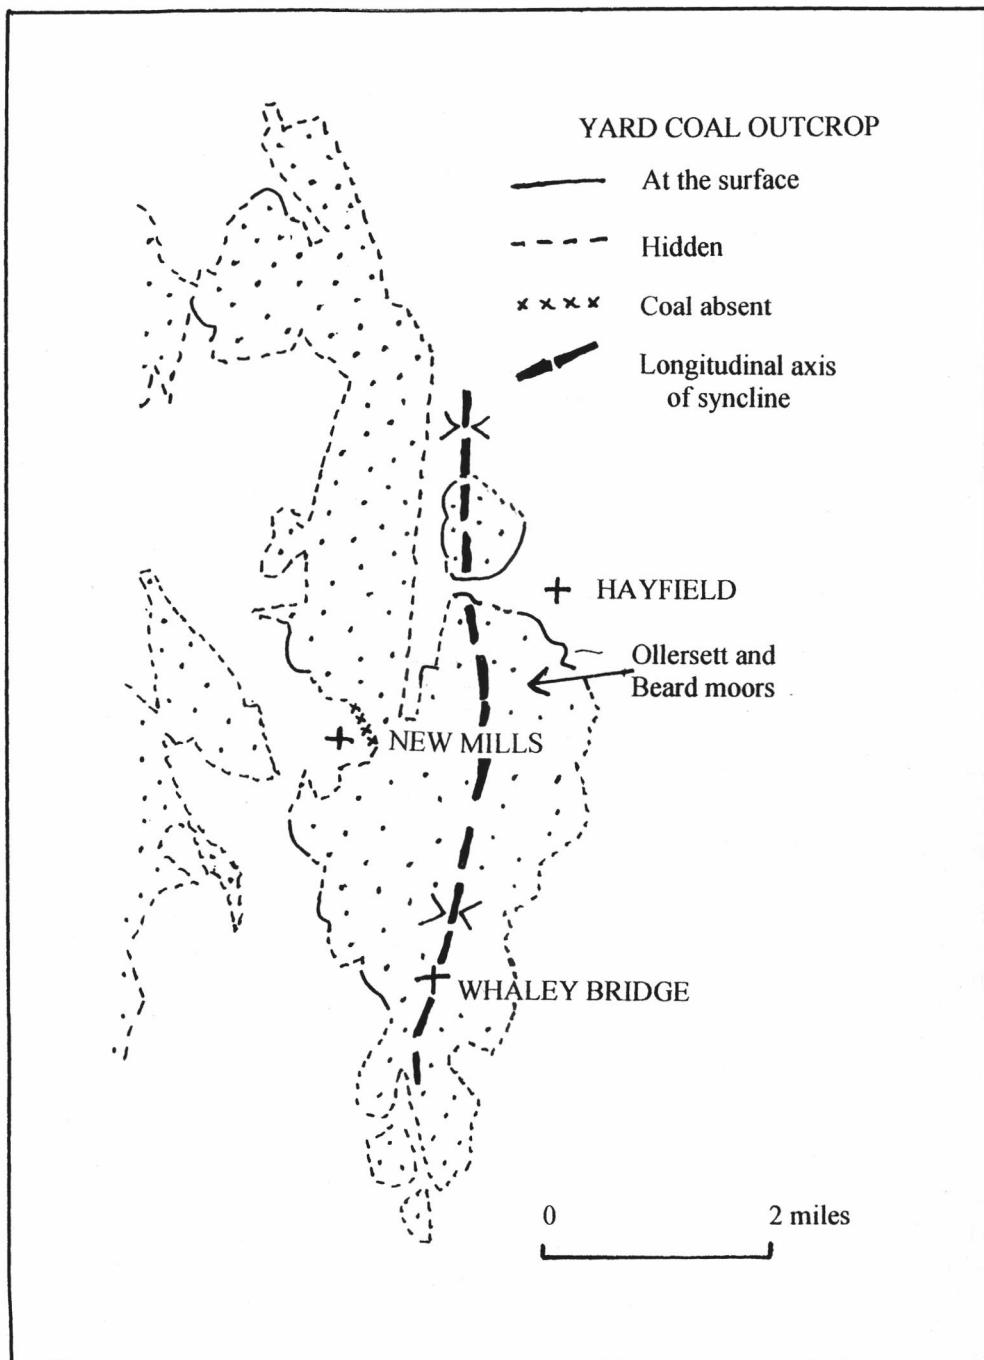 YARD COAL OUTCROP
At the surface
Hidden
Coal absent
Longitudinal axis
of syncline
HAYFIELD
Ollersett and
Beard moors
NEW MILLS
WHALEY BRIDGE
0
2 miles